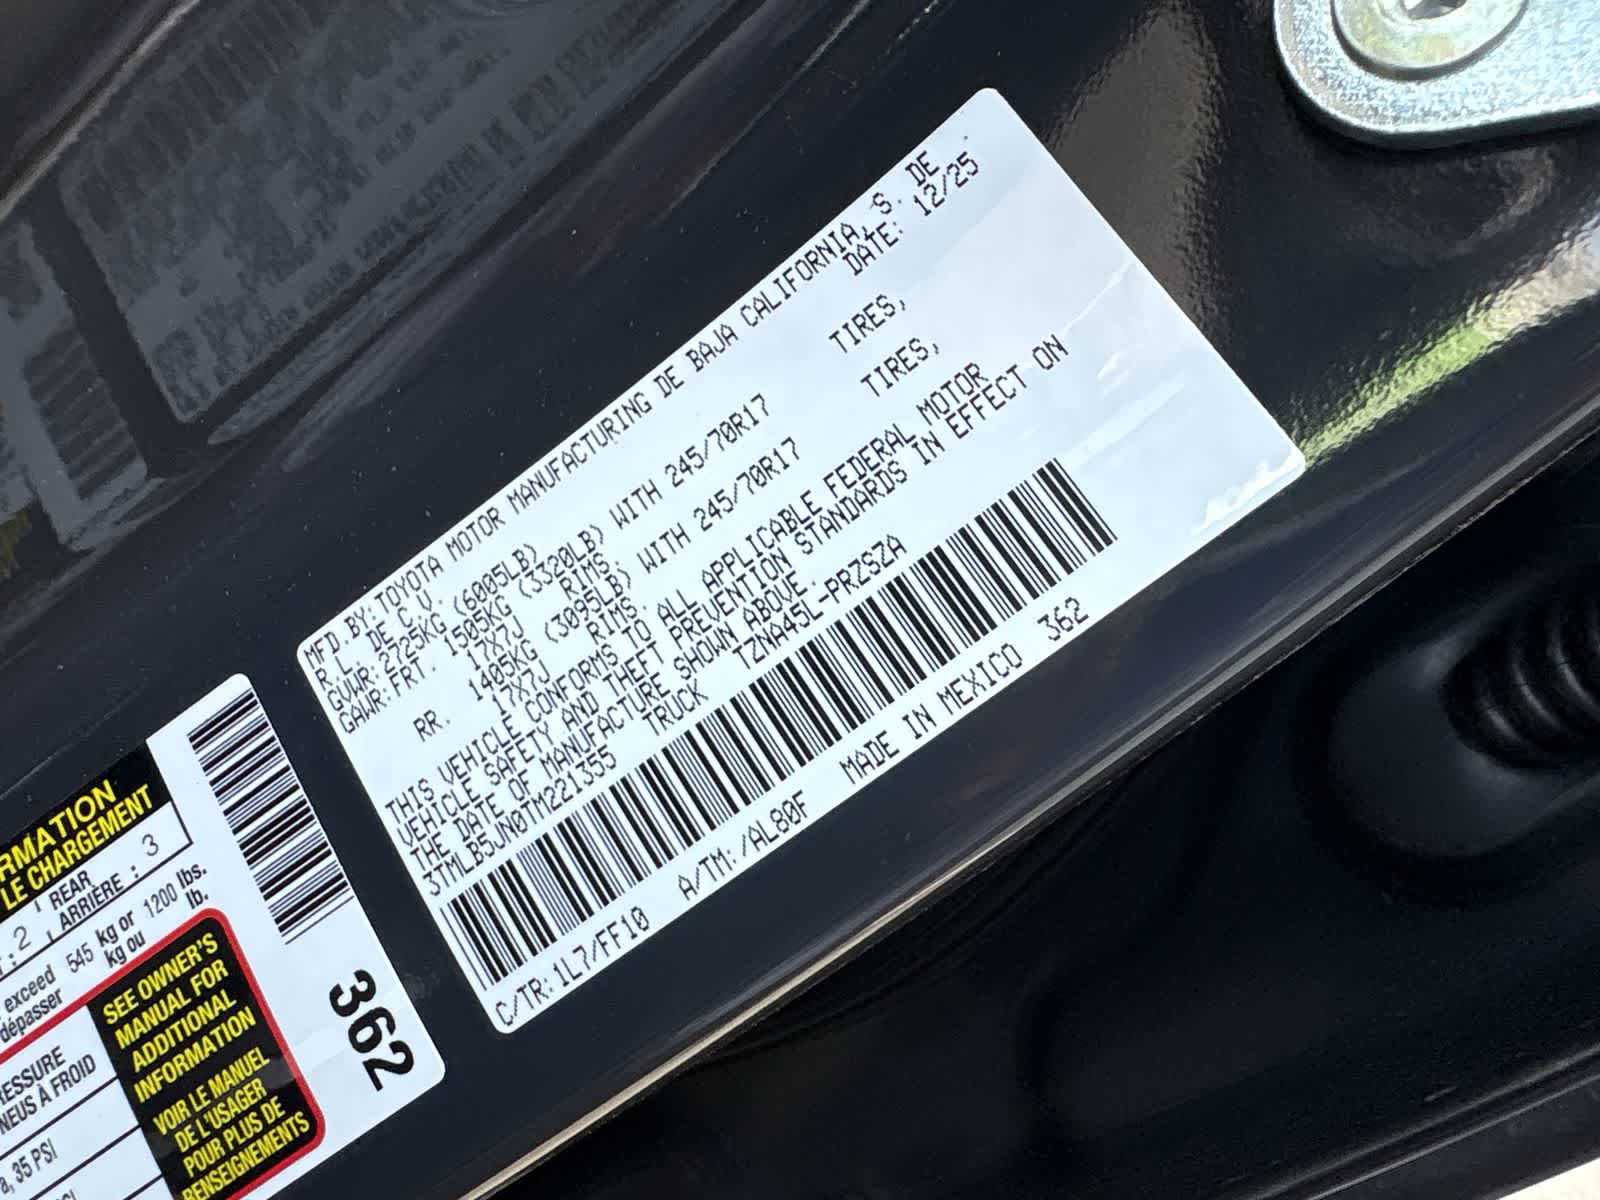 MFD.BY:TOYOTA MOTOR MANUFACTURING DE BAJA CALIFORNIA, S. DE
R.L. DE C.V. DATE: 12/25
GVWR:2725KG(6005LB)
GAWR:FRT. 1505KG (3320LB) WITH 245/70R17 TIRES,
17X7J RIMS.
RR. 1405KG (3095LB) WITH 245/70R17 TIRES,
17X7J RIMS.
THIS VEHICLE CONFORMS TO ALL APPLICABLE FEDERAL MOTOR
VEHICLE SAFETY AND THEFT PREVENTION STANDARDS IN EFFECT ON
THE DATE OF MANUFACTURE SHOWN ABOVE.
3TMLB5JN0TM221355 TRUCK TZNA45L-PRZSZA
C/TR:1L7/FF10 A/TM:/AL80F MADE IN MEXICO 362
RMATION
LE CHARGEMENT
: 2 REAR
ARRIÈRE : 3
exceed 545 kg or 1200 lbs.
dépasser kg ou lb.
RESSURE
NEUS À FROID
a, 35 PSI
SEE OWNER'S
MANUAL FOR
ADDITIONAL
INFORMATION
VOIR LE MANUEL
DE L'USAGER
POUR PLUS DE
RENSEIGNEMENTS
362